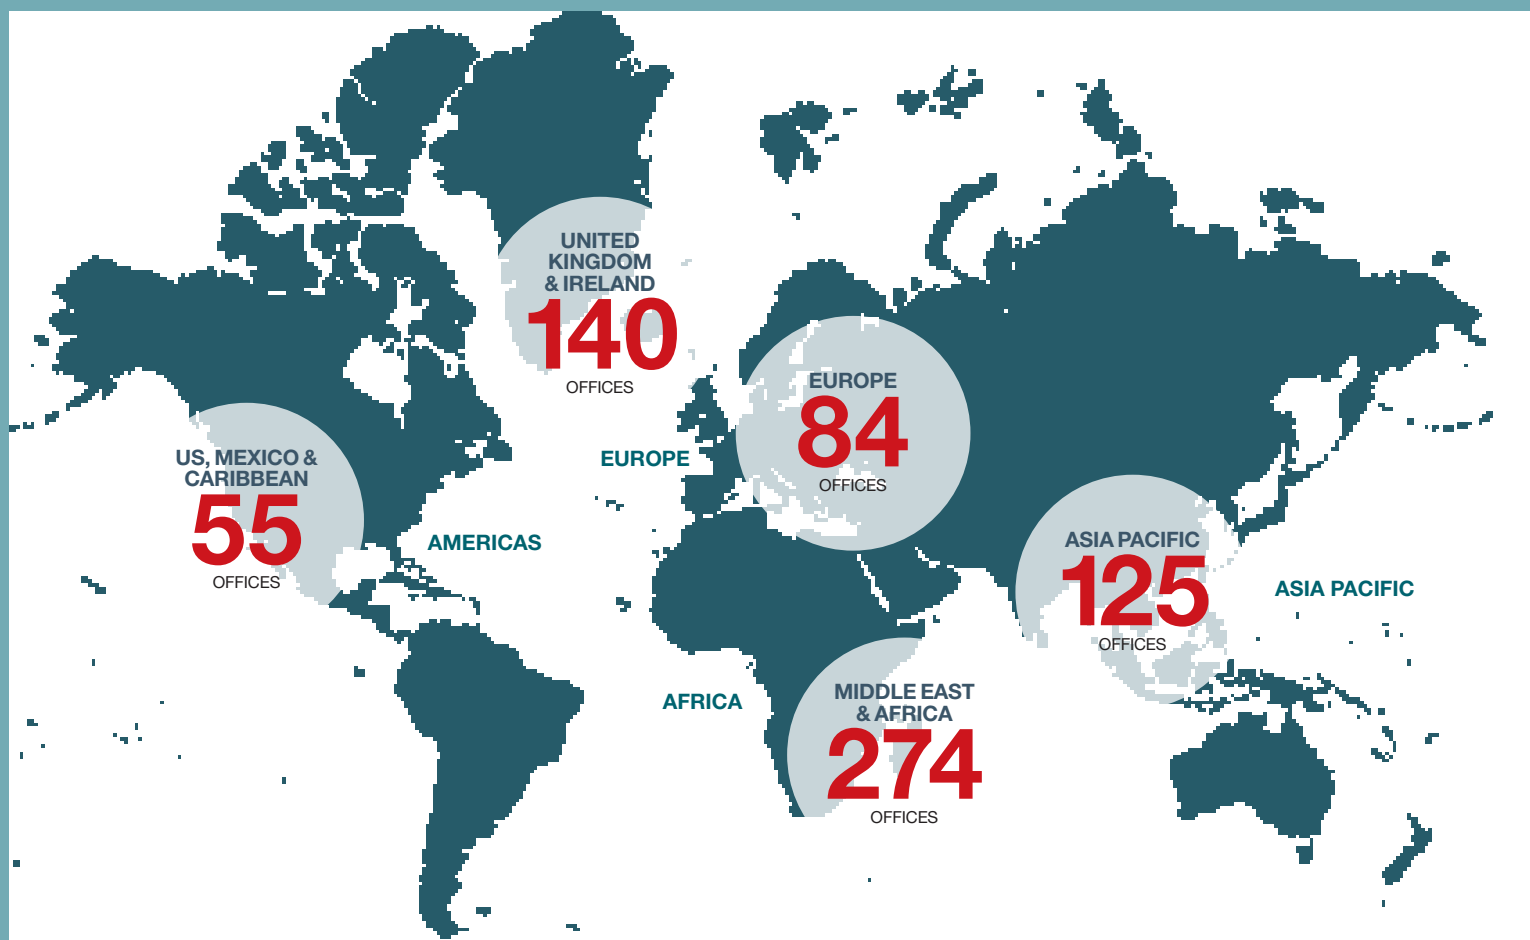 UNITED
KINGDOM
& IRELAND
140
OFFICES
EUROPE
84
OFFICES
US, MEXICO &
CARIBBEAN
55
OFFICES
EUROPE
AMERICAS
ASIA PACIFIC
125
OFFICES
ASIA PACIFIC
AFRICA
MIDDLE EAST
& AFRICA
274
OFFICES